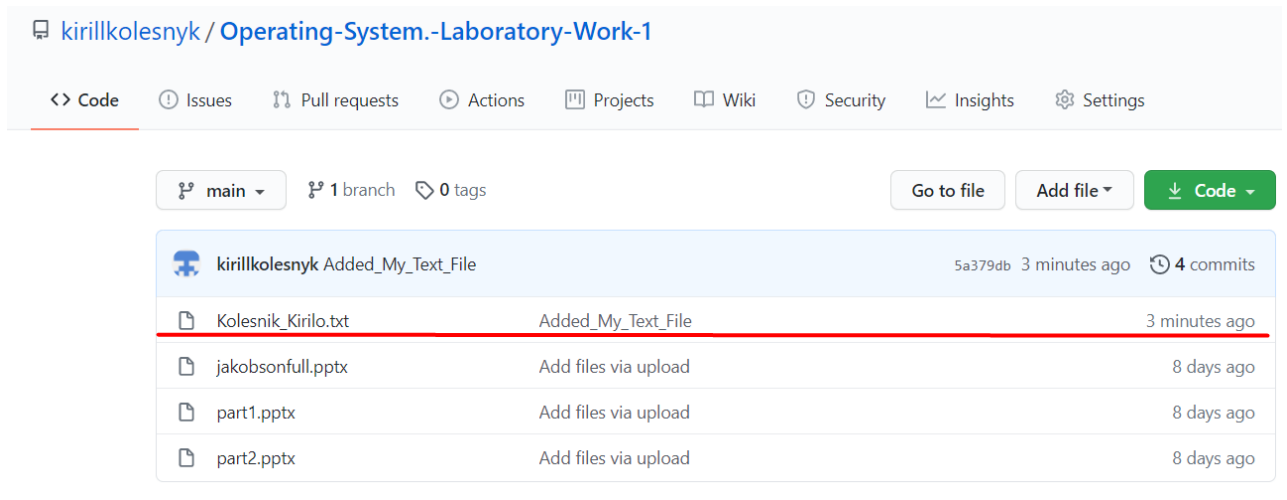 kirillkolesnyk / Operating-System.-Laboratory-Work-1
<> Code Issues Pull requests Actions Projects Wiki Security Insights Settings
main 1 branch 0 tags Go to file Add file Code
kirillkolesnyk Added_My_Text_File 5a379db 3 minutes ago 4 commits
Kolesnik_Kirilo.txt Added_My_Text_File 3 minutes ago
jakobsonfull.pptx Add files via upload 8 days ago
part1.pptx Add files via upload 8 days ago
part2.pptx Add files via upload 8 days ago